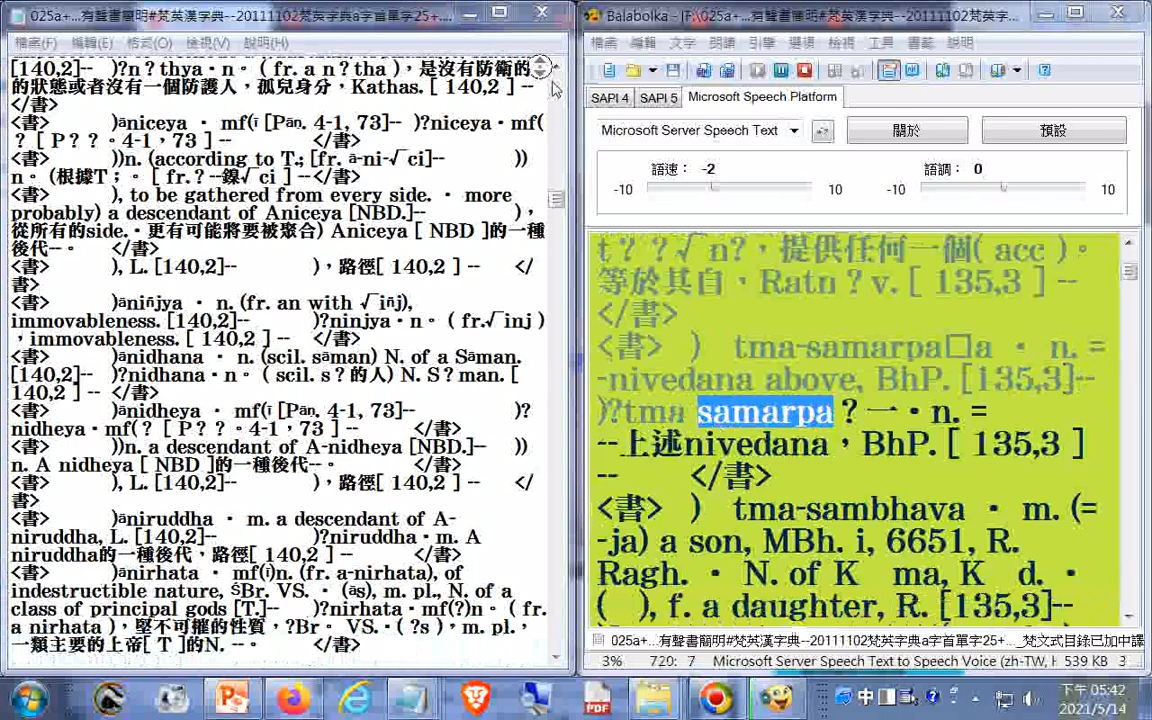 025a+...有聲書簡明#梵英漢字典--20111102梵英字典a字首單字25+...
檔案(F) 編輯(E) 格式(O) 檢視(V) 說明(H)
[140,2]-- )?n?thya·n。( fr. a n?tha )，是沒有防衛的
的狀態或者沒有一個防護人，孤兒身分，Kathas. [ 140,2 ] --
</書>
<書> )āniceya · mf(ī [Pāṇ. 4-1, 73]-- )?niceya·mf(
? [ P??。4-1，73 ] -- </書>
<書> ))n. (according to T.; [fr. ā-ni-√ci]-- ))
n。(根據T；。[ fr.?--鎳√ci ] --</書>
<書> ), to be gathered from every side. · more
probably) a descendant of Aniceya [NBD.]-- )，
從所有的side.·更有可能將要被聚合) Aniceya [ NBD ]的一種
後代--。 </書>
<書> ), L. [140,2]-- )，路徑[ 140,2 ] -- </
書>
<書> )āniñjya · n. (fr. an with √iñj),
immovableness. [140,2]-- )?ninjya·n。( fr.√inj )
，immovableness. [ 140,2 ] -- </書>
<書> )ānidhana · n. (scil. sāman) N. of a Sāman.
[140,2]-- )?nidhana·n。( scil. s?的人) N. S?man. [
140,2 ] -- </書>
<書> )ānidheya · mf(ī [Pāṇ. 4-1, 73]-- )?
nidheya·mf(? [ P??。4-1，73 ] -- </書>
<書> ))n. a descendant of A-nidheya [NBD.]-- ))
n. A nidheya [ NBD ]的一種後代--。 </書>
<書> ), L. [140,2]-- )，路徑[ 140,2 ] -- </
書>
<書> )āniruddha · m. a descendant of A-
niruddha, L. [140,2]-- )?niruddha·m. A
niruddha的一種後代，路徑[ 140,2 ] -- </書>
<書> )ānirhata · mf(ī)n. (fr. a-nirhata), of
indestructible nature, ŚBr. VS. · (ās), m. pl., N. of a
class of principal gods [T.]-- )?nirhata·mf(?)n。( fr.
a nirhata )，堅不可摧的性質，?Br。VS.·( ?s )，m. pl.，
一類主要的上帝[ T ]的N. --。 </書>
Balabolka - [F:\025a+...有聲書簡明#梵英漢字典--20111102梵英字...
檔案 編輯 文字 朗讀 引擎 選項 檢視 工具 書籤 說明
SAPI 4 SAPI 5 Microsoft Speech Platform
Microsoft Server Speech Text 關於 預設
語速： -2 語調： 0
-10 10 -10 10
t ? ?√ n?，提供任何一個( acc )。
等於其自，Ratn?v. [ 135,3 ] --
</書>
<書> ) tma-samarpa□a · n. =
-nivedana above, BhP. [135,3]--
)?tma samarpa?一·n. =
--上述nivedana，BhP. [ 135,3 ]
-- </書>
<書> ) tma-sambhava · m. (=
-ja) a son, MBh. i, 6651, R.
Ragh. · N. of K ma, K d. ·
( ), f. a daughter, R. [135,3]--
025a+...有聲書簡明#梵英漢字典--20111102梵英字典a字首單字25+..._梵文式目錄已加中譯
3% 720: 7 Microsoft Server Speech Text to Speech Voice (zh-TW, H 539 KB 3
中 下午 05:42
2021/5/14